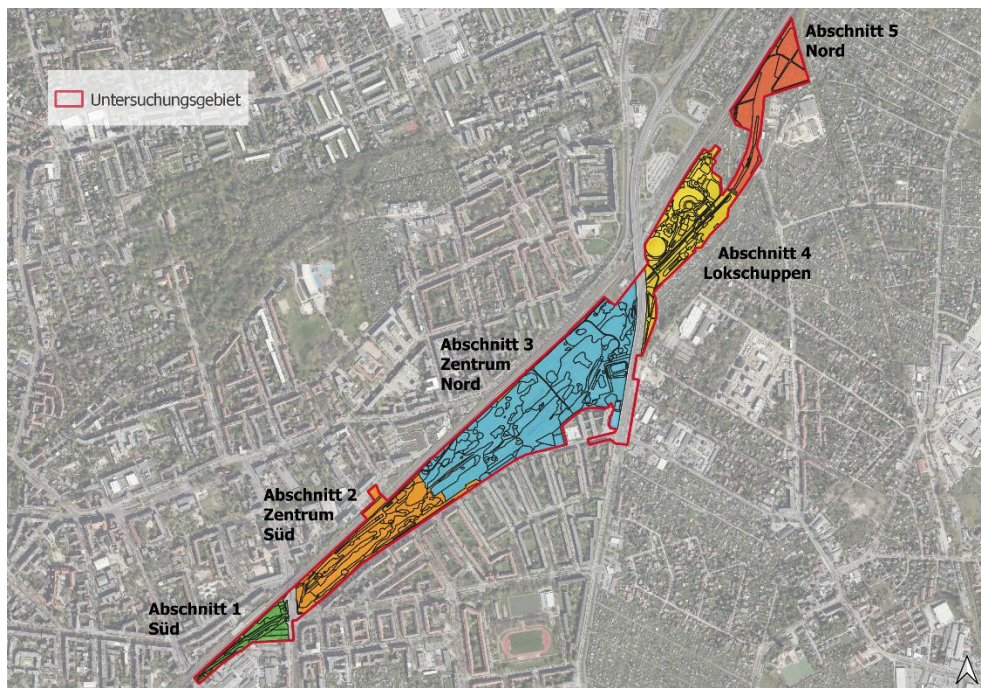 Abschnitt 5
Nord
Untersuchungsgebiet
Abschnitt 4
Lokschuppen
Abschnitt 3
Zentrum
Nord
Abschnitt 2
Zentrum
Süd
Abschnitt 1
Süd